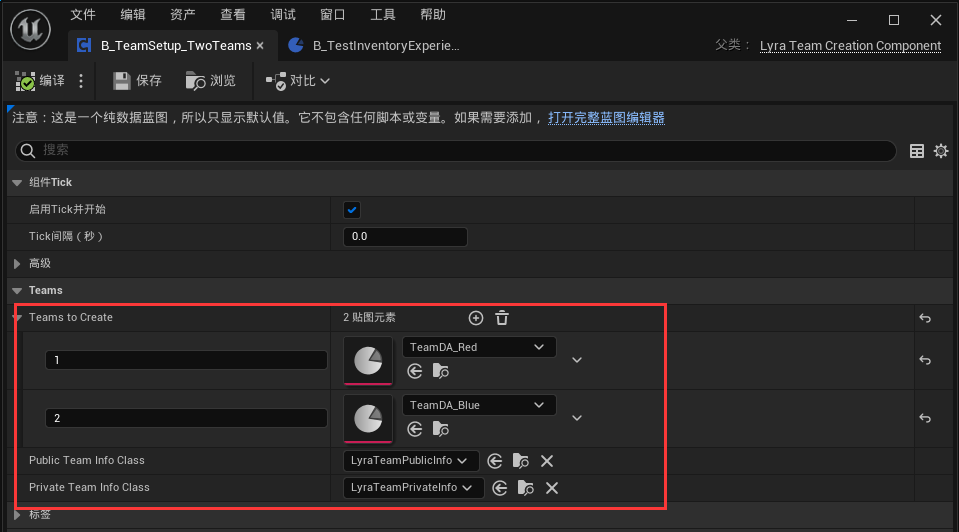 文件 编辑 资产 查看 调试 窗口 工具 帮助
B_TeamSetup_TwoTeams B_TestInventoryExperie... 父类： Lyra Team Creation Component
编译 保存 浏览 对比
注意：这是一个纯数据蓝图，所以只显示默认值。它不包含任何脚本或变量。如果需要添加， 打开完整蓝图编辑器
搜索
组件Tick
启用Tick并开始
Tick间隔（秒） 0.0
高级
Teams
Teams to Create 2 贴图元素
1 TeamDA_Red
2 TeamDA_Blue
Public Team Info Class LyraTeamPublicInfo
Private Team Info Class LyraTeamPrivateInfo
标签